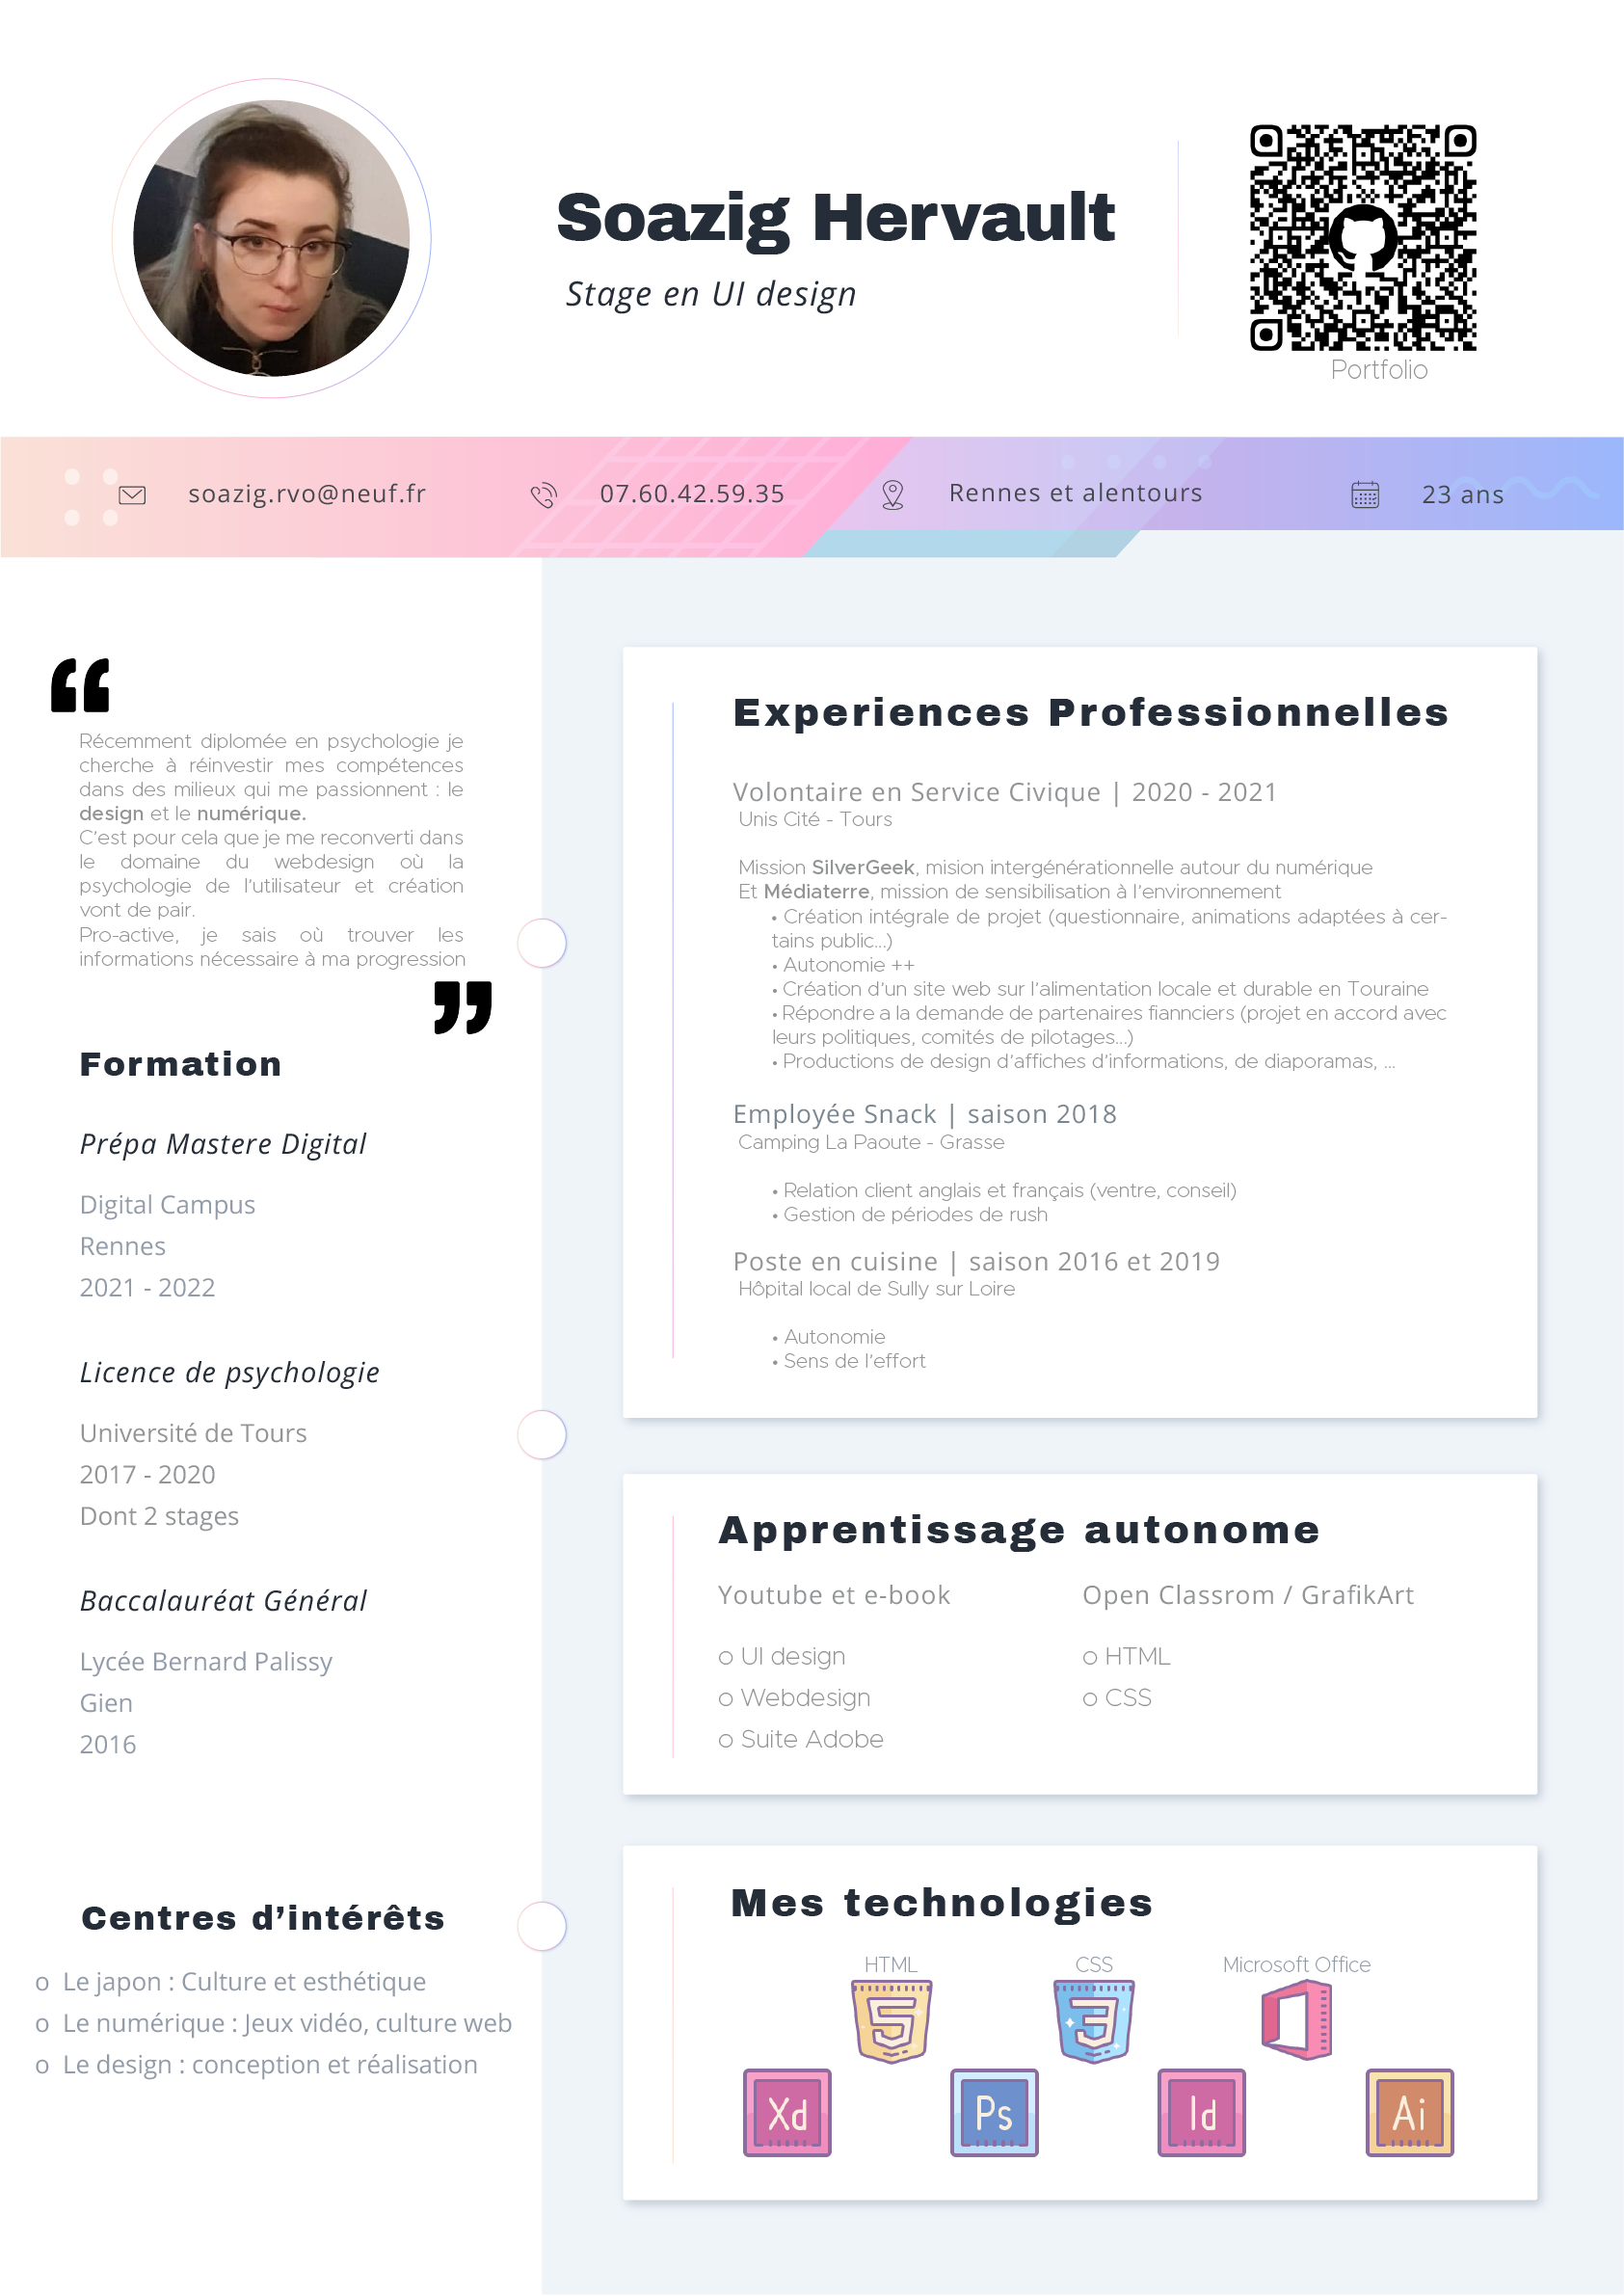 Soazig Hervault
Stage en UI design
Portfolio
soazig.rvo@neuf.fr
07.60.42.59.35
Rennes et alentours
23 ans
Récemment diplomée en psychologie je
cherche à réinvestir mes compétences
dans des milieux qui me passionnent : le
design et le numérique.
C'est pour cela que je me reconverti dans
le domaine du webdesign où la
psychologie de l'utilisateur et création
vont de pair.
Pro-active, je sais où trouver les
informations nécessaire à ma progression
Formation
Prépa Mastere Digital
Digital Campus
Rennes
2021 - 2022
Licence de psychologie
Université de Tours
2017 - 2020
Dont 2 stages
Baccalauréat Général
Lycée Bernard Palissy
Gien
2016
Centres d'intérêts
o Le japon : Culture et esthétique
o Le numérique : Jeux vidéo, culture web
o Le design : conception et réalisation
Experiences Professionnelles
Volontaire en Service Civique | 2020 - 2021
Unis Cité - Tours
Mission SilverGeek, mision intergénérationnelle autour du numérique
Et Médiaterre, mission de sensibilisation à l'environnement
• Création intégrale de projet (questionnaire, animations adaptées à cer-
tains public...)
• Autonomie ++
• Création d'un site web sur l'alimentation locale et durable en Touraine
• Répondre a la demande de partenaires fiannciers (projet en accord avec
leurs politiques, comités de pilotages...)
• Productions de design d'affiches d'informations, de diaporamas, ...
Employée Snack | saison 2018
Camping La Paoute - Grasse
• Relation client anglais et français (ventre, conseil)
• Gestion de périodes de rush
Poste en cuisine | saison 2016 et 2019
Hôpital local de Sully sur Loire
• Autonomie
• Sens de l'effort
Apprentissage autonome
Youtube et e-book
o UI design
o Webdesign
o Suite Adobe
Open Classrom / GrafikArt
o HTML
o CSS
Mes technologies
HTML
CSS
Microsoft Office
5
3
Xd
Ps
Id
Ai